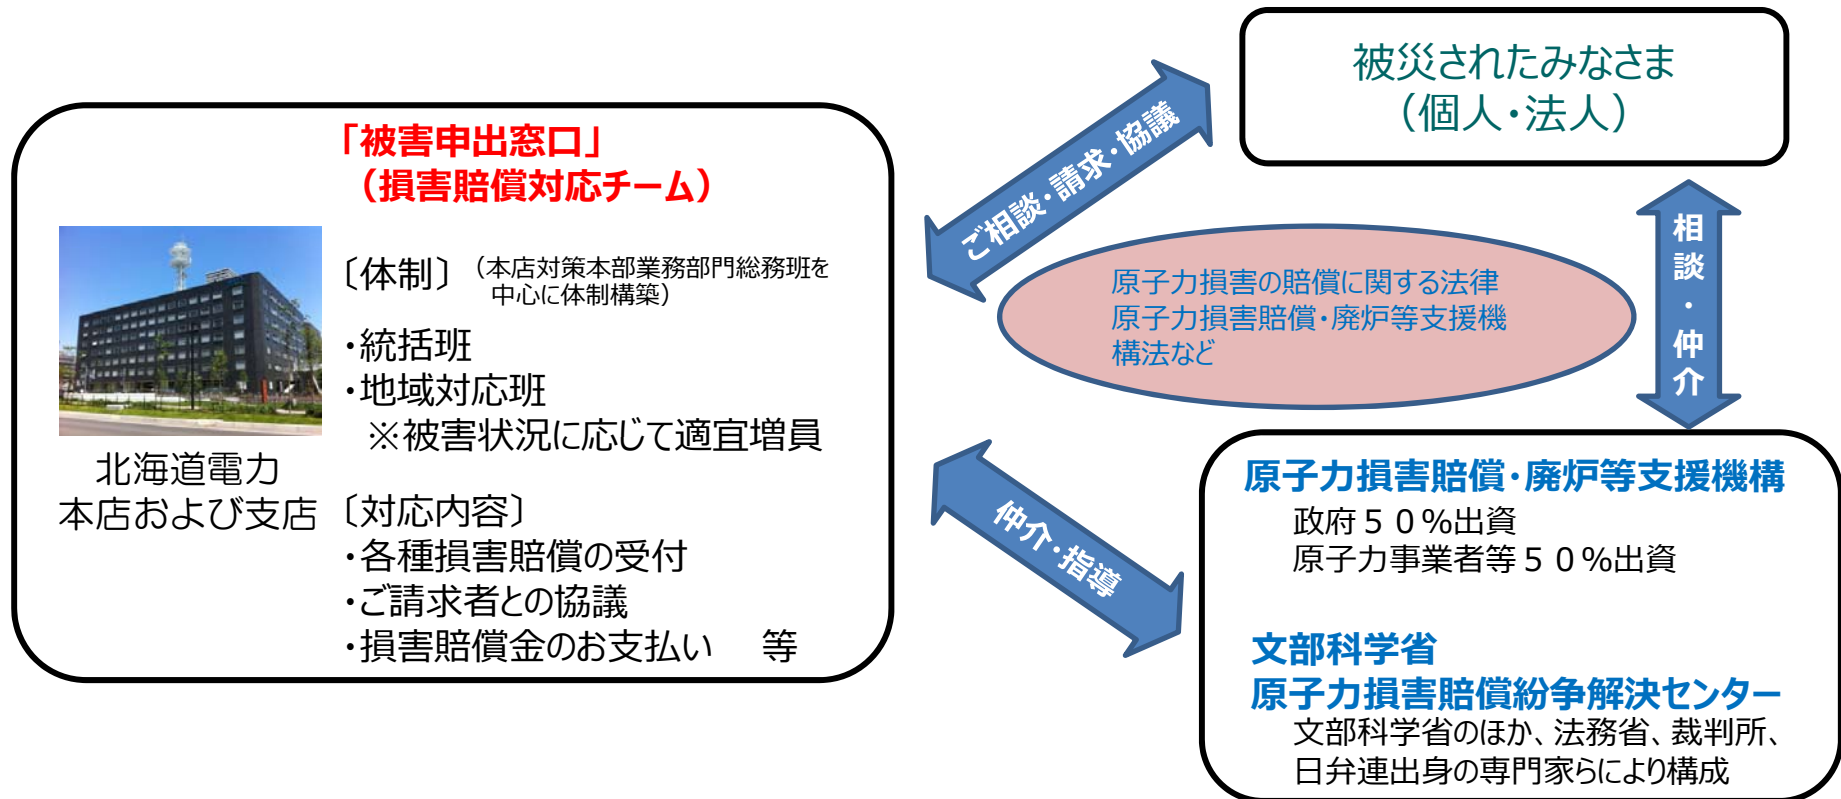 「被害申出窓口」
（損害賠償対応チーム）
〔体制〕（本店対策本部業務部門総務班を
中心に体制構築）
・統括班
・地域対応班
※被害状況に応じて適宜増員
北海道電力
本店および支店
〔対応内容〕
・各種損害賠償の受付
・ご請求者との協議
・損害賠償金のお支払い　等
ご相談・請求・協議
被災されたみなさま
（個人・法人）
原子力損害の賠償に関する法律
原子力損害賠償・廃炉等支援機
構法など
相談・仲介
仲介・指導
原子力損害賠償・廃炉等支援機構
政府５０％出資
原子力事業者等５０％出資
文部科学省
原子力損害賠償紛争解決センター
文部科学省のほか、法務省、裁判所、
日弁連出身の専門家らにより構成